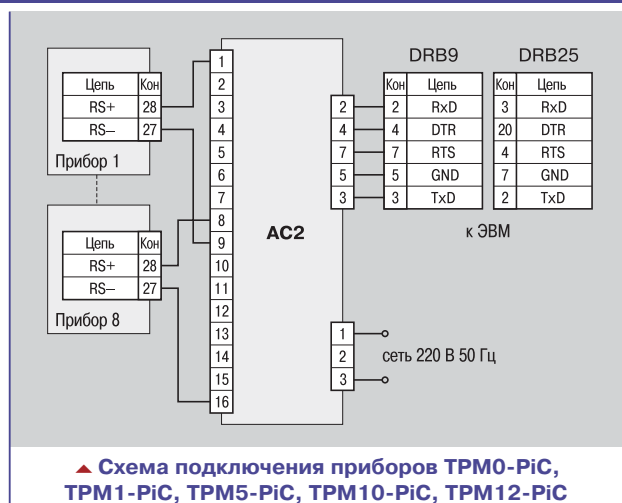 DRB9 DRB25
Цепь Кон
RS+ 28
RS– 27
Прибор 1
Цепь Кон
RS+ 28
RS– 27
Прибор 8
1
2
3
4
5
6
7
8
9
10
11
12
13
14
15
16
АС2
2
4
7
5
3
Кон Цепь
2 RxD
4 DTR
7 RTS
5 GND
3 TxD
Кон Цепь
3 RxD
20 DTR
4 RTS
7 GND
2 TxD
к ЭВМ
1
2
3
сеть 220 В 50 Гц
Схема подключения приборов ТРМ0-PiC,
ТРМ1-PiC, ТРМ5-PiC, ТРМ10-PiC, ТРМ12-PiC